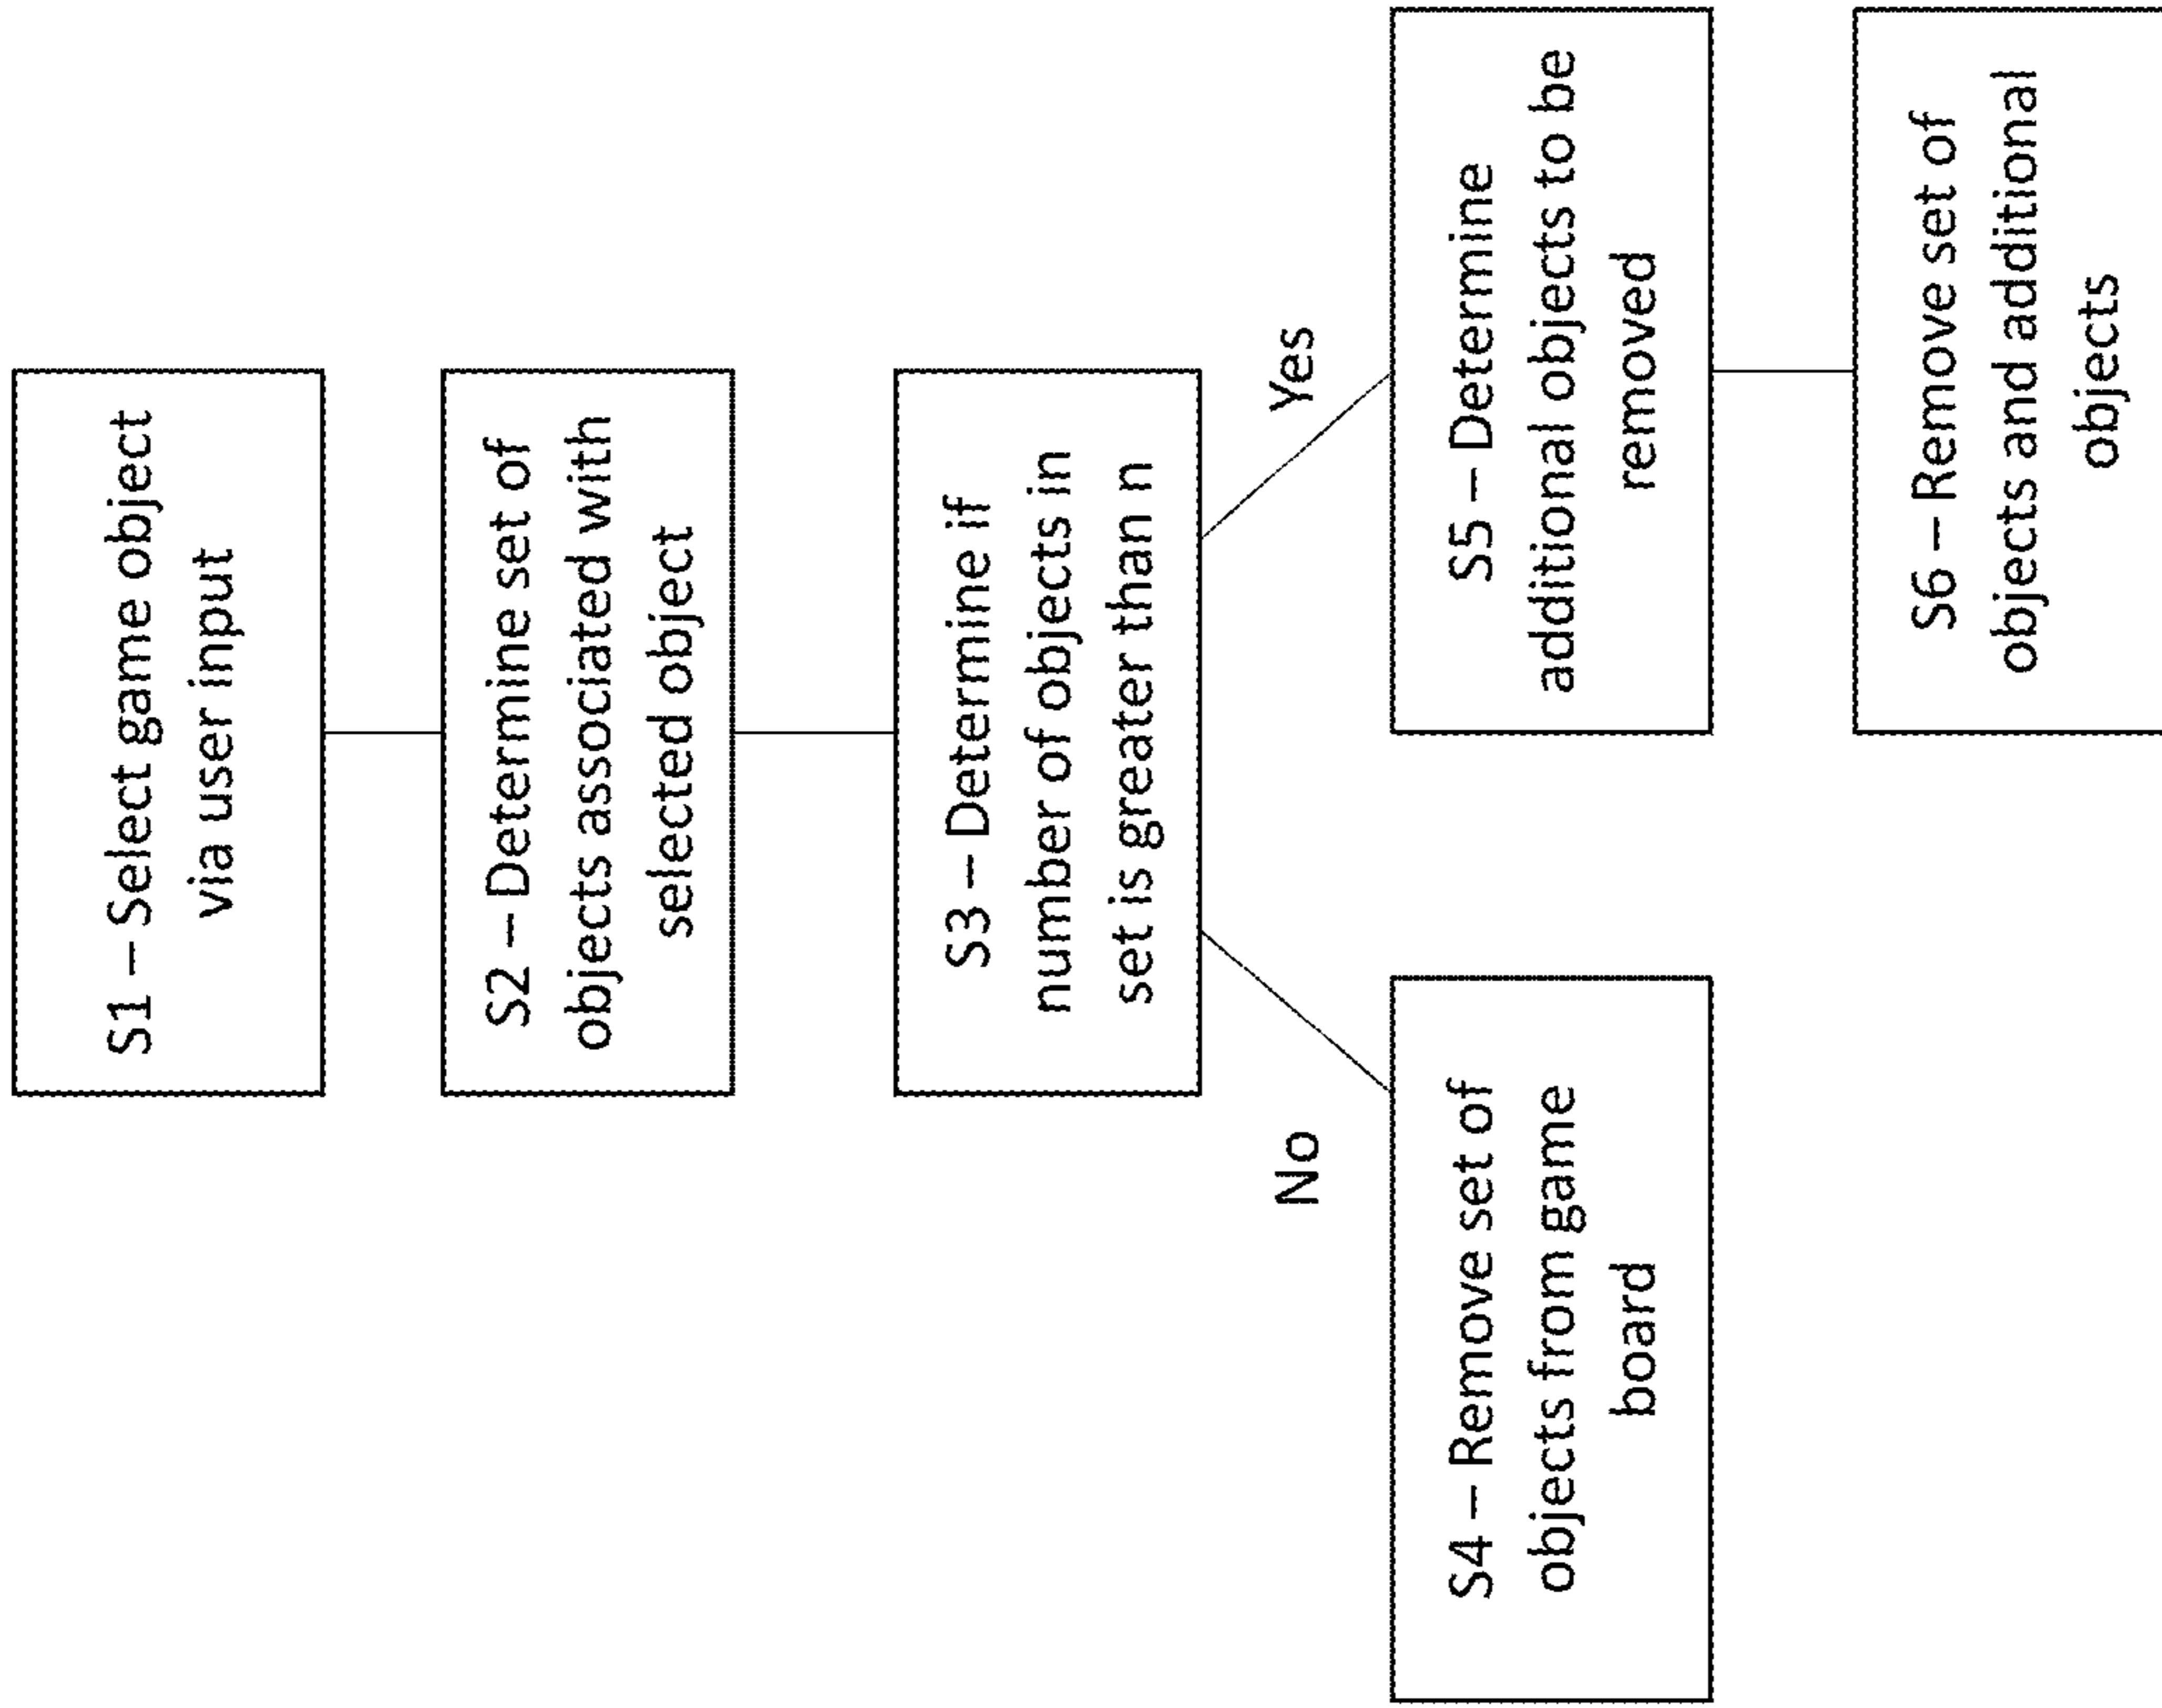 S1 – Select game object
via user input
S2 – Determine set of
objects associated with
selected object
S3 – Determine if
number of objects in
set is greater than n
No
Yes
S4 – Remove set of
objects from game
board
S5 – Determine
additional objects to be
removed
S6 – Remove set of
objects and additional
objects